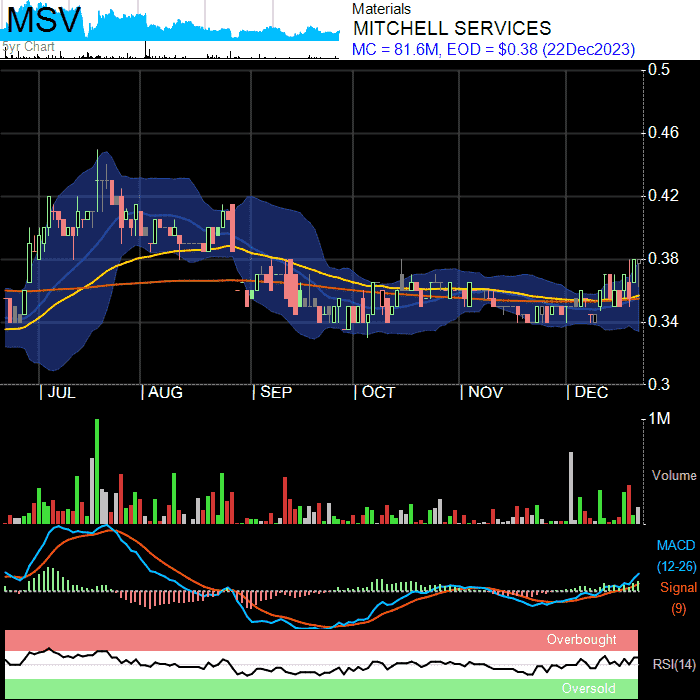 MSV
5yr Chart
Materials
MITCHELL SERVICES
MC = 81.6M, EOD = $0.38 (22Dec2023)
0.5
0.46
0.42
0.38
0.34
0.3
JUL AUG SEP OCT NOV DEC
1M
Volume
MACD
(12-26)
Signal
(9)
Overbought
RSI(14)
Oversold